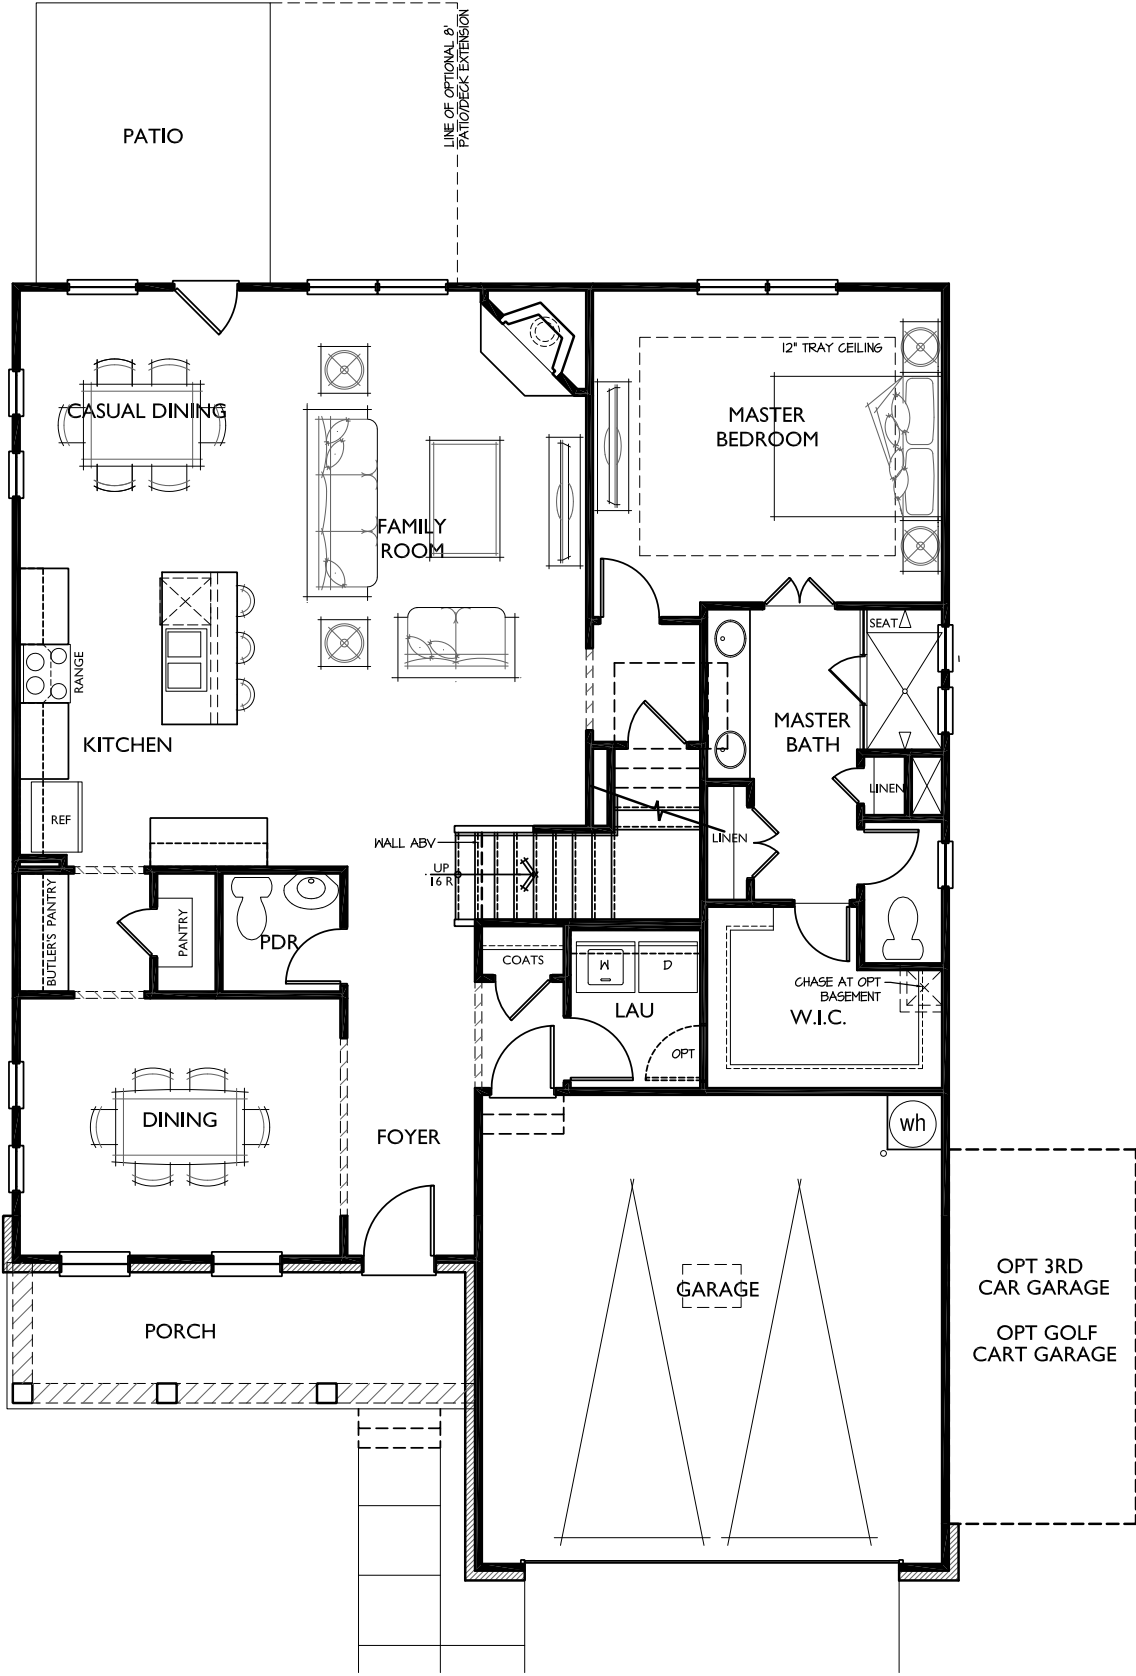 LINE OF OPTIONAL 8'
PATIO/DECK EXTENSION
PATIO
12" TRAY CEILING
CASUAL DINING
MASTER
BEDROOM
FAMILY
ROOM
SEAT
RANGE
MASTER
BATH
KITCHEN
LINEN
REF
LINEN
WALL ABV
UP
16 R
BUTLER'S PANTRY
PANTRY
PDR
COATS
W
D
LAU
CHASE AT OPT
BASEMENT
W.I.C.
OPT
DINING
FOYER
wh
GARAGE
OPT 3RD
CAR GARAGE
OPT GOLF
CART GARAGE
PORCH